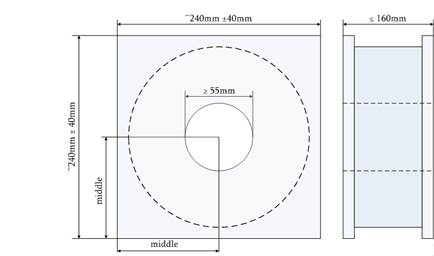 ~240mm ±40mm
≤ 160mm
≥ 55mm
~240mm ± 40mm
middle
middle